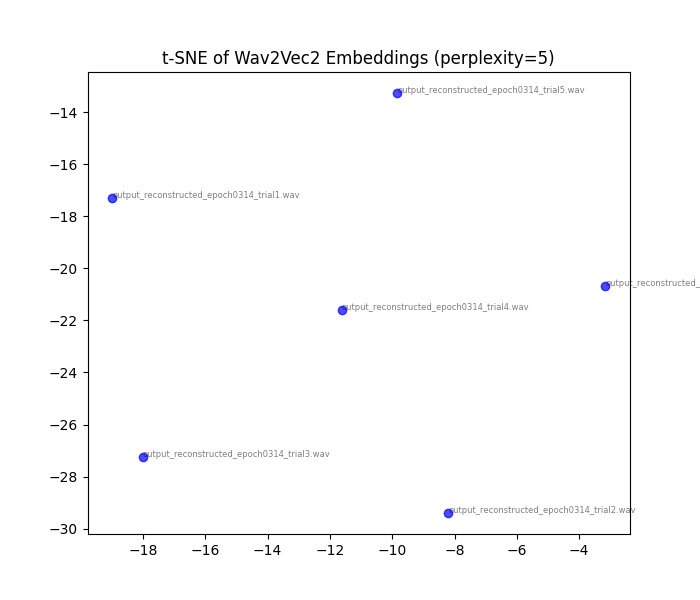 t-SNE of Wav2Vec2 Embeddings (perplexity=5)
output_reconstructed_epoch0314_trial5.wav
output_reconstructed_epoch0314_trial1.wav
output_reconstructed_
output_reconstructed_epoch0314_trial4.wav
output_reconstructed_epoch0314_trial3.wav
output_reconstructed_epoch0314_trial2.wav
−14
−16
−18
−20
−22
−24
−26
−28
−30
−18
−16
−14
−12
−10
−8
−6
−4